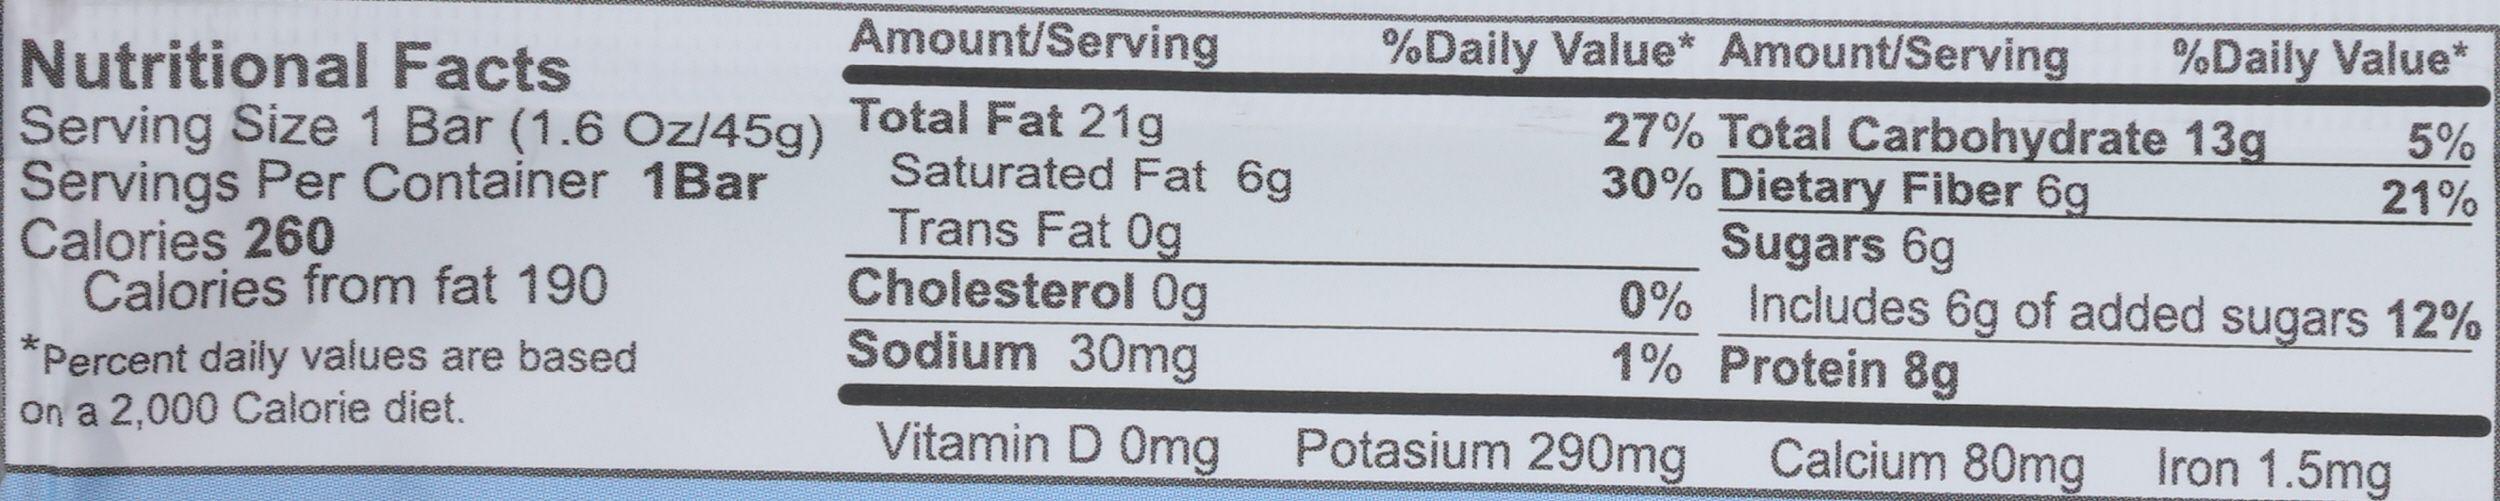 Nutritional Facts
Serving Size 1 Bar (1.6 Oz/45g)
Servings Per Container 1Bar
Calories 260
Calories from fat 190
*Percent daily values are based
on a 2,000 Calorie diet.
Amount/Serving %Daily Value*
Total Fat 21g 27%
Saturated Fat 6g 30%
Trans Fat 0g
Cholesterol 0g 0%
Sodium 30mg 1%
Amount/Serving %Daily Value*
Total Carbohydrate 13g 5%
Dietary Fiber 6g 21%
Sugars 6g
Includes 6g of added sugars 12%
Protein 8g
Vitamin D 0mg Potasium 290mg Calcium 80mg Iron 1.5mg